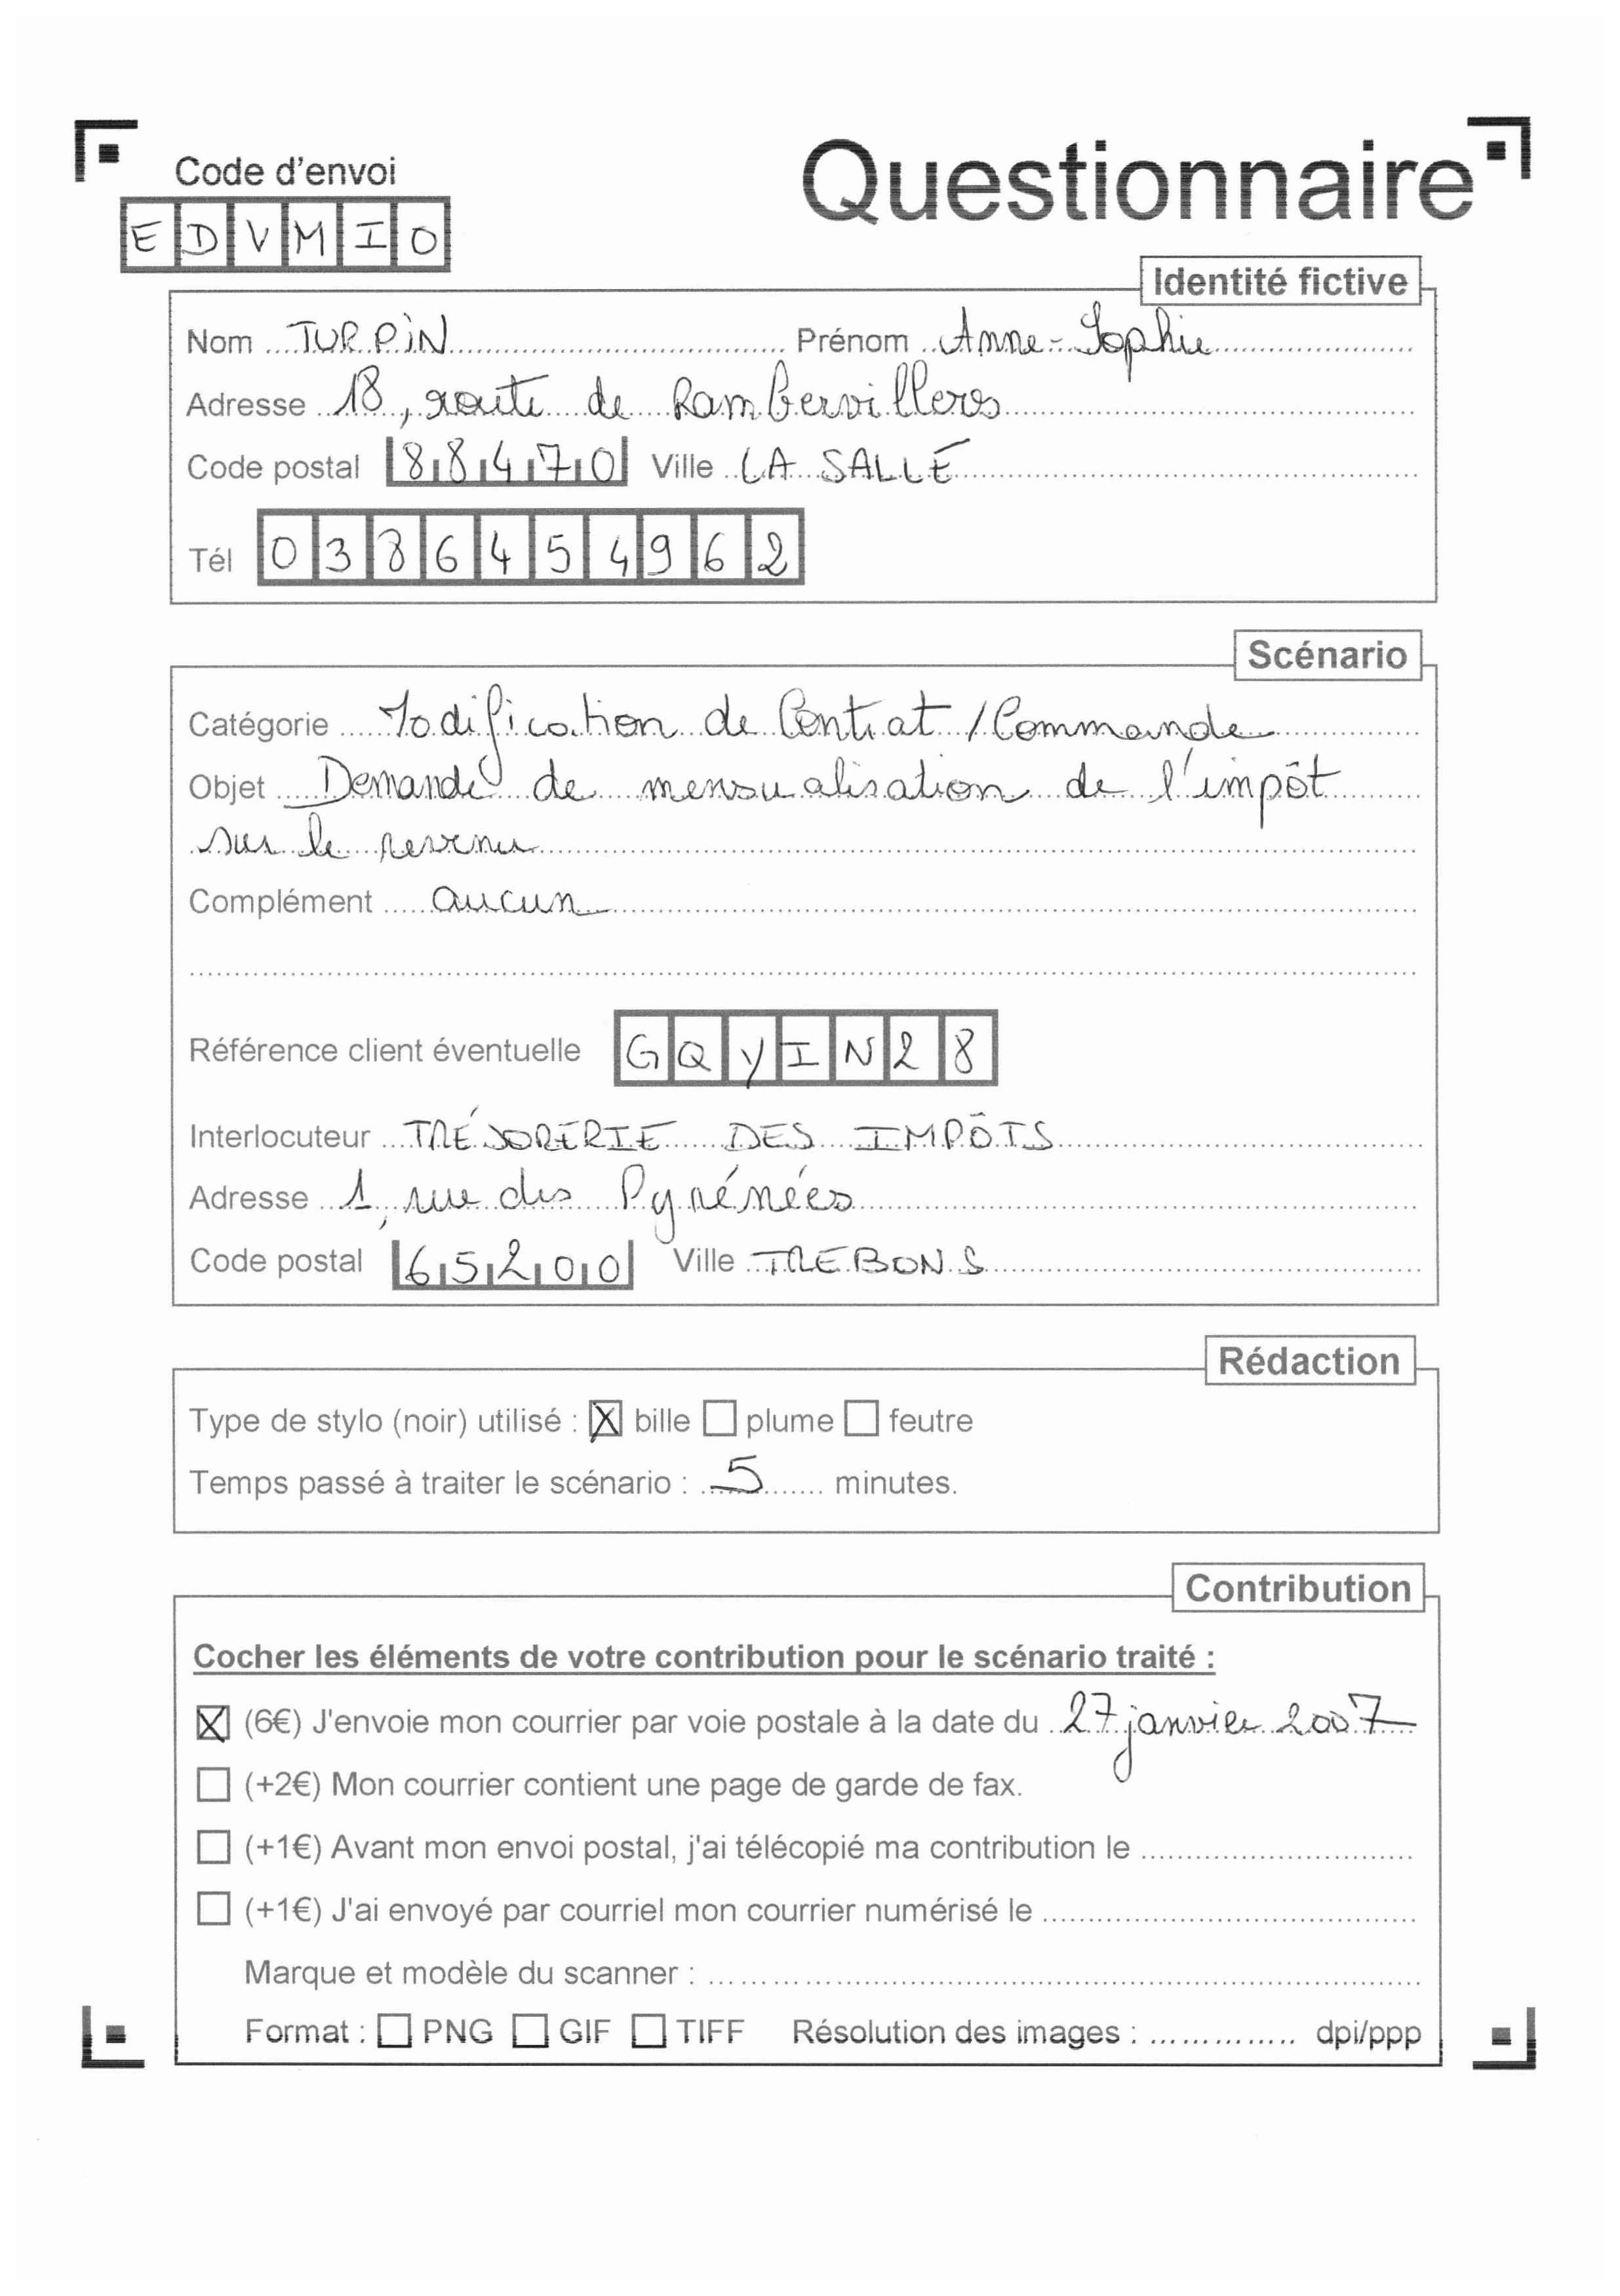 Code d'envoi
EDVMIO
Questionnaire
Identité fictive
Nom TURPIN Prénom Anne-Sophie
Adresse 18, route de Rambervillers
Code postal 88470 Ville LA SALLE
Tél 0386454962
Scénario
Catégorie Modification de Contrat / Commande
Objet Demande de mensualisation de l'impôt
sur le revenu
Complément aucun
Référence client éventuelle GQYIN28
Interlocuteur TRÉSORERIE DES IMPÔTS
Adresse 1, rue des Pyrénées
Code postal 65200 Ville TREBONS
Rédaction
Type de stylo (noir) utilisé : X bille plume feutre
Temps passé à traiter le scénario : 5 minutes.
Contribution
Cocher les éléments de votre contribution pour le scénario traité :
X (6€) J'envoie mon courrier par voie postale à la date du 27 janvier 2007
(+2€) Mon courrier contient une page de garde de fax.
(+1€) Avant mon envoi postal, j'ai télécopié ma contribution le
(+1€) J'ai envoyé par courriel mon courrier numérisé le
Marque et modèle du scanner :
Format : PNG GIF TIFF Résolution des images : dpi/ppp